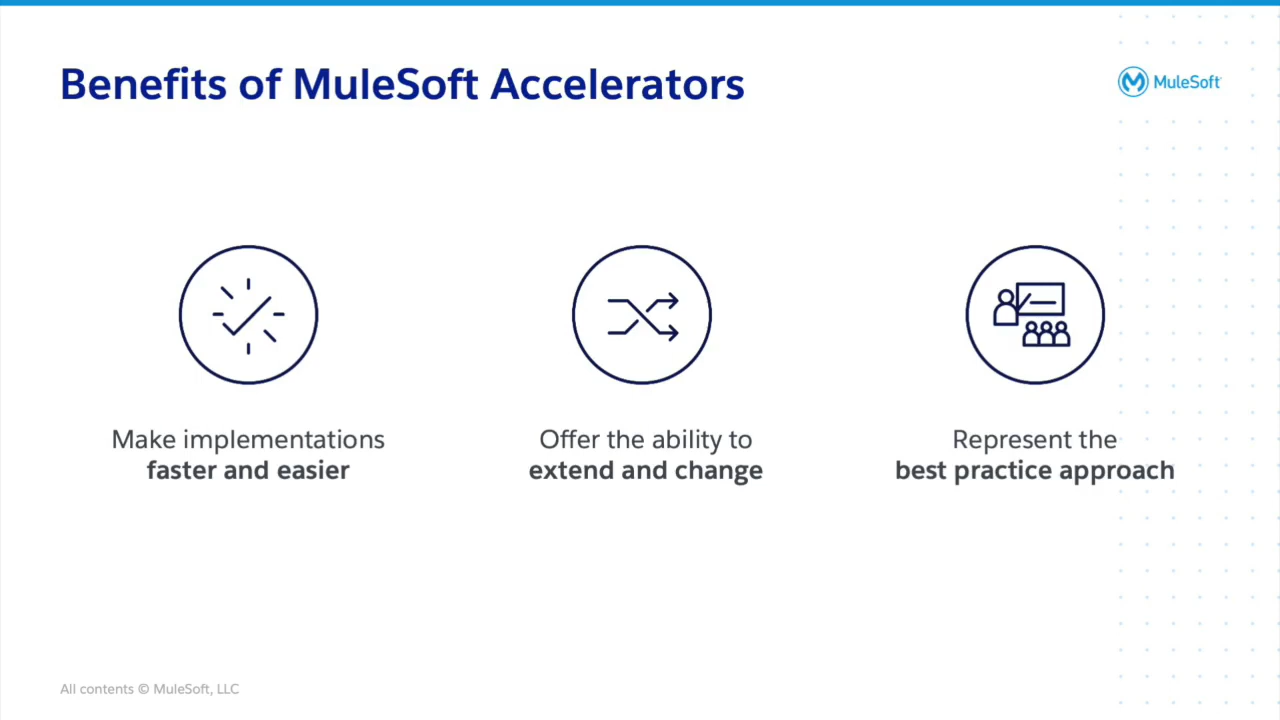 Benefits of MuleSoft Accelerators
MuleSoft
Make implementations
faster and easier
Offer the ability to
extend and change
Represent the
best practice approach
All contents © MuleSoft, LLC